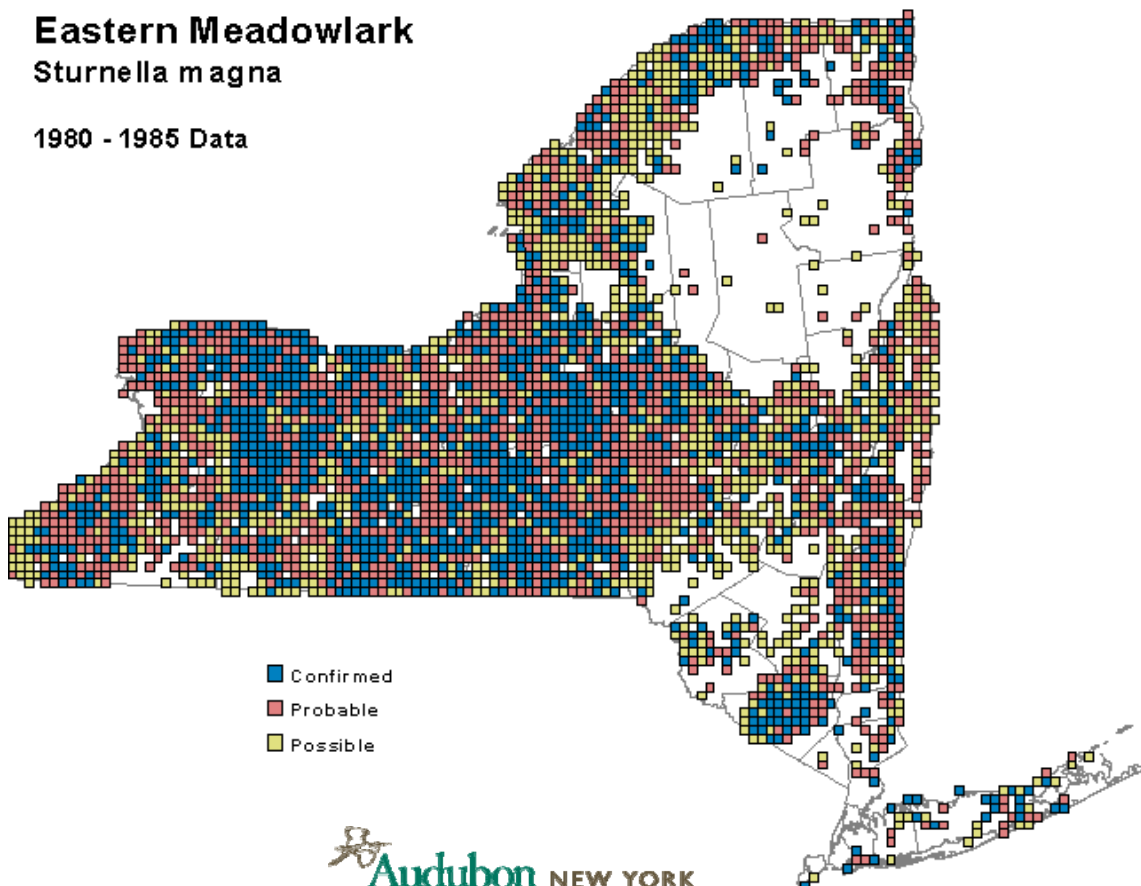 Eastern Meadowlark
Sturnella magna
1980 - 1985 Data
Confirmed
Probable
Possible
Audubon NEW YORK